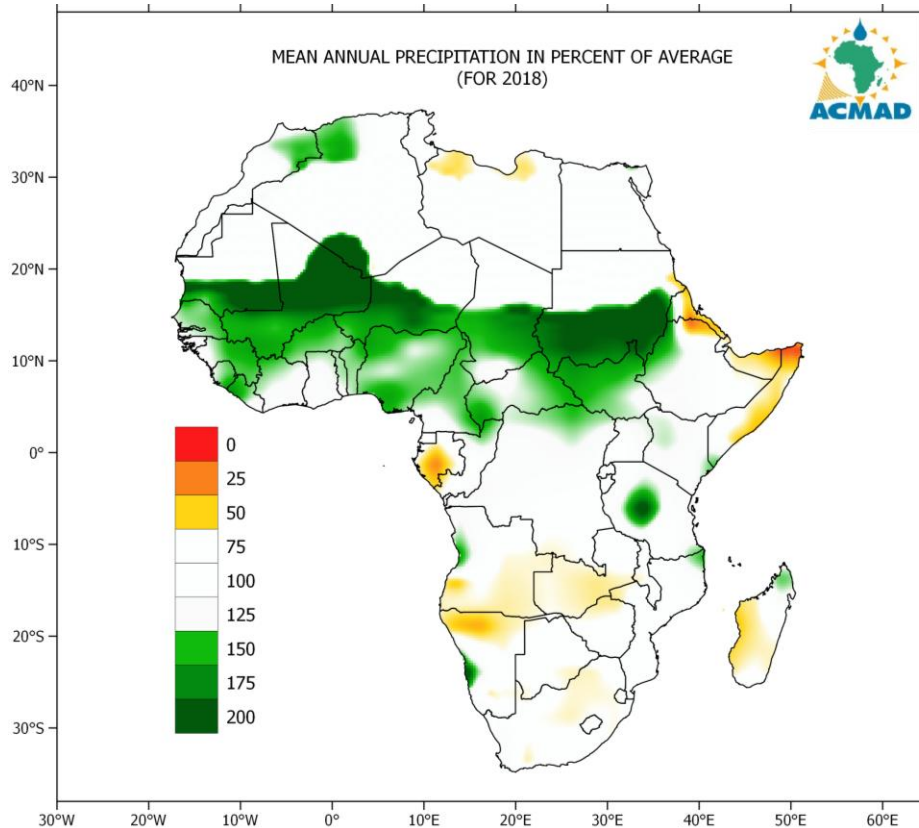 MEAN ANNUAL PRECIPITATION IN PERCENT OF AVERAGE
(FOR 2018)
ACMAD
40°N
30°N
20°N
10°N
0°
10°S
20°S
30°S
0
25
50
75
100
125
150
175
200
30°W
20°W
10°W
0°
10°E
20°E
30°E
40°E
50°E
60°E